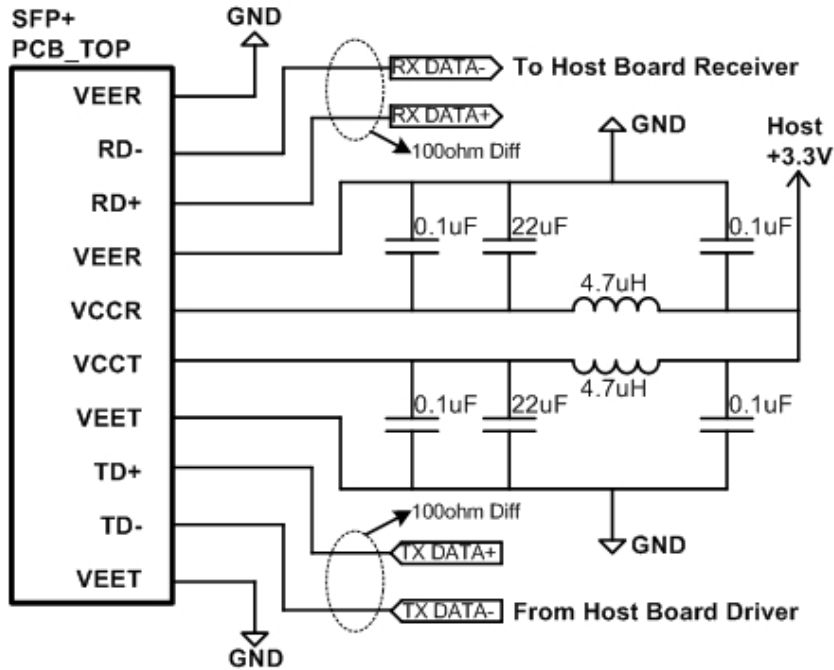 SFP+
PCB_TOP
GND
VEER
RD-
RD+
VEER
VCCR
VCCT
VEET
TD+
TD-
VEET
GND
RX DATA-
To Host Board Receiver
RX DATA+
100ohm Diff
GND
Host
+3.3V
0.1uF
22uF
0.1uF
4.7uH
4.7uH
0.1uF
22uF
0.1uF
100ohm Diff
GND
TX DATA+
TX DATA-
From Host Board Driver